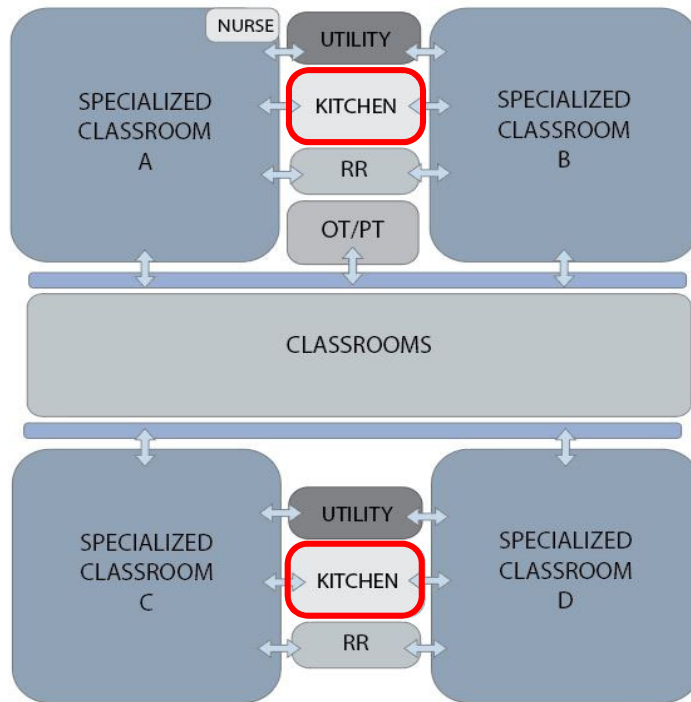 NURSE
UTILITY
SPECIALIZED
CLASSROOM
A
KITCHEN
SPECIALIZED
CLASSROOM
B
RR
OT/PT
CLASSROOMS
SPECIALIZED
CLASSROOM
C
UTILITY
KITCHEN
RR
SPECIALIZED
CLASSROOM
D